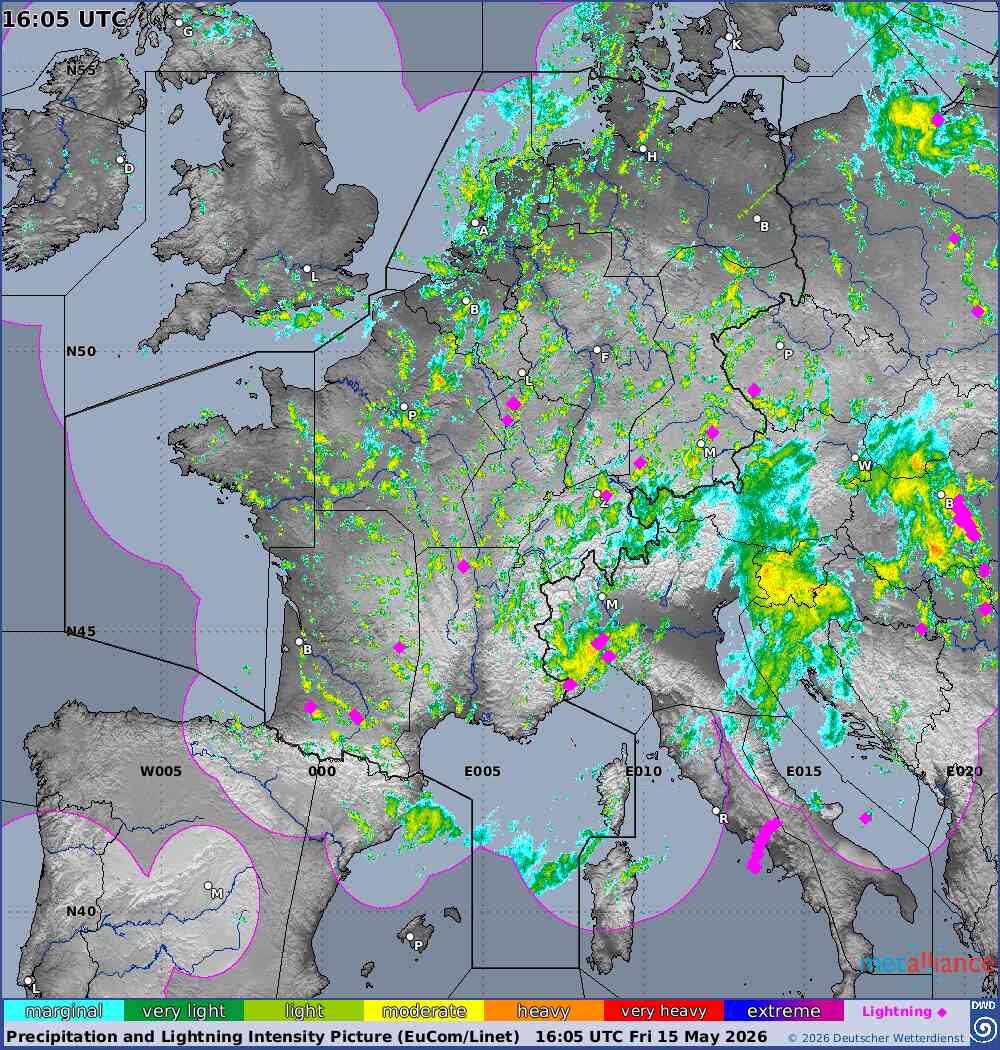 16:05 UTC
G
K
N55
D
H
A
B
L
B
N50
P
F
L
P
M
W
Z
B
M
N45
B
W005
000
E005
E010
E015
E020
R
M
N40
P
L
metalliance
marginal very light light moderate heavy very heavy extreme Lightning
DWD
Precipitation and Lightning Intensity Picture (EuCom/Linet) 16:05 UTC Fri 15 May 2026 © 2026 Deutscher Wetterdienst